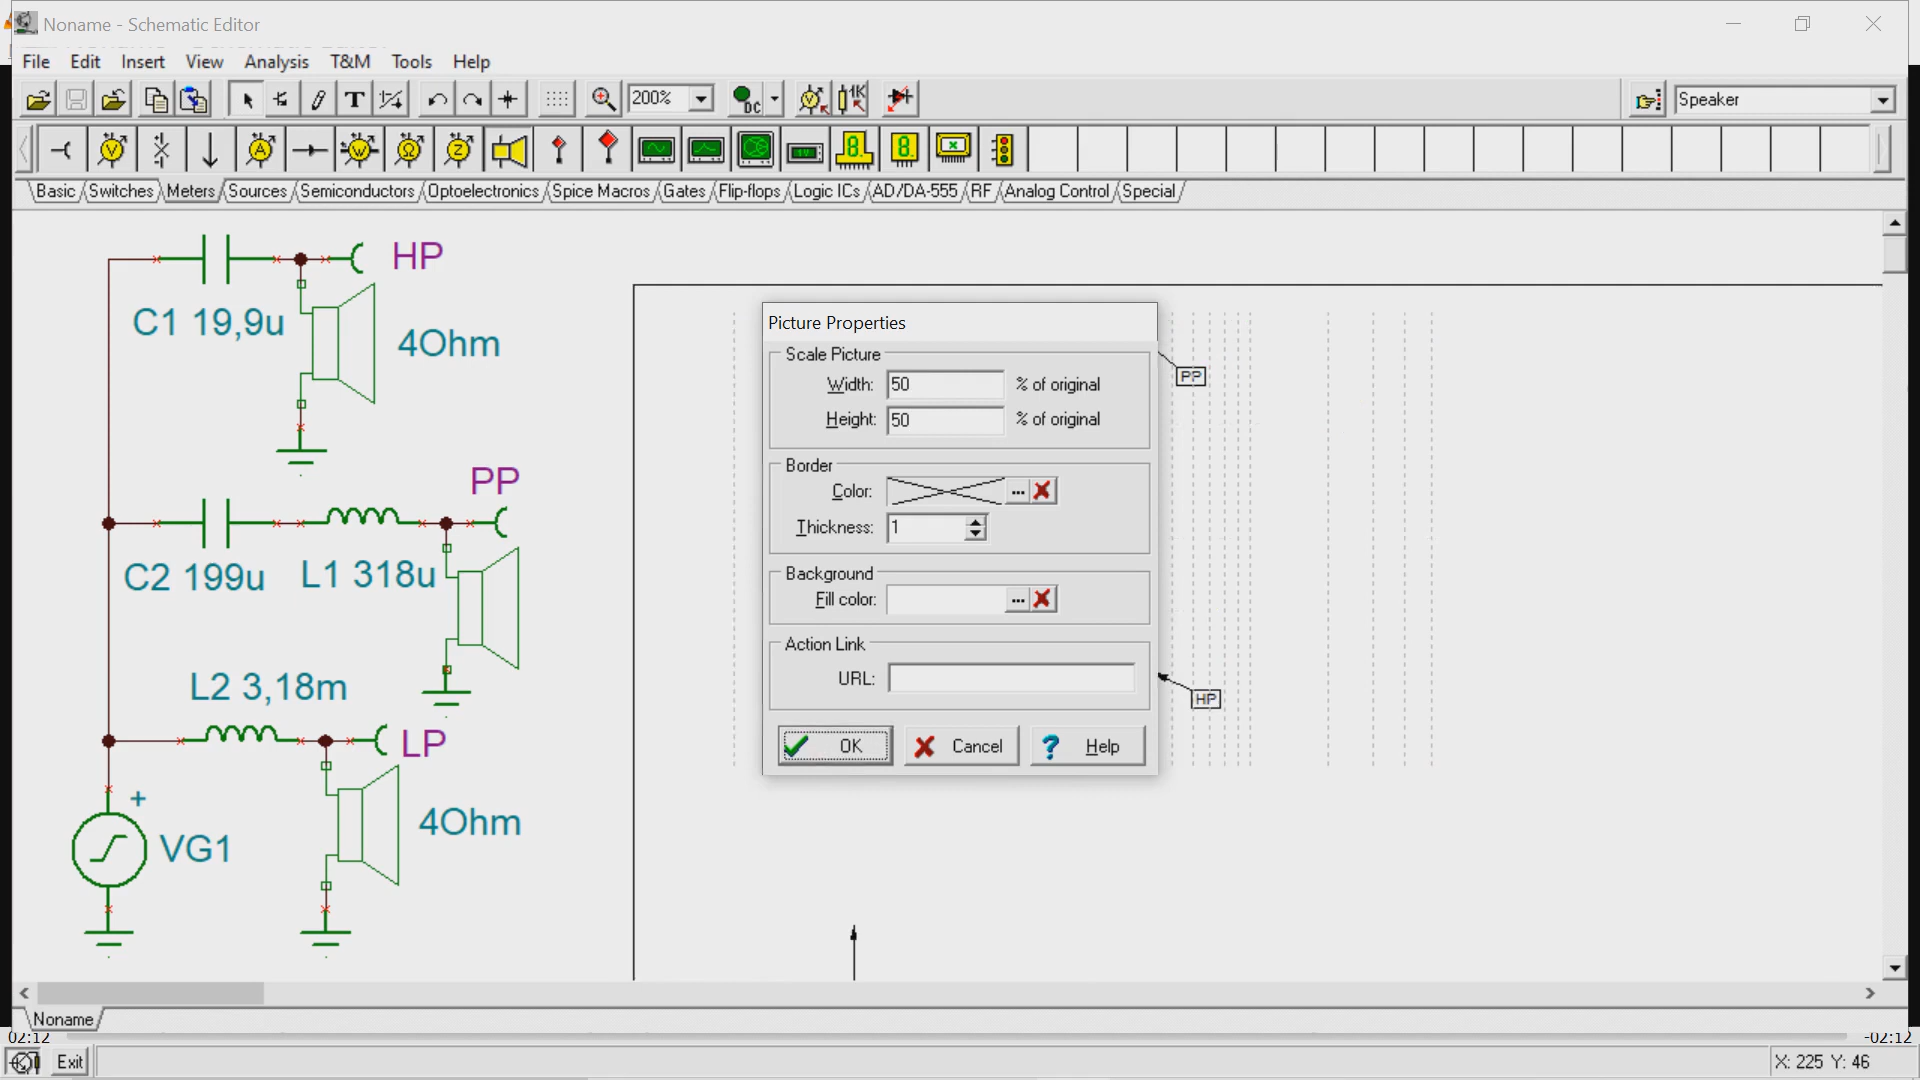 Noname - Schematic Editor
File Edit Insert View Analysis T&M Tools Help
T 200% DC 1K Speaker
Basic Switches Meters Sources Semiconductors Optoelectronics Spice Macros Gates Flip-flops Logic ICs AD/DA-555 RF Analog Control Special
HP
C1 19,9u
4Ohm
PP
C2 199u
L1 318u
L2 3,18m
LP
+
VG1
4Ohm
Picture Properties
Scale Picture
Width: 50 % of original
Height: 50 % of original
Border
Color: ...
Thickness: 1
Background
Fill color: ...
Action Link
URL:
OK Cancel ? Help
PP
HP
Noname
02:12 -02:12
Exit X: 225 Y: 46